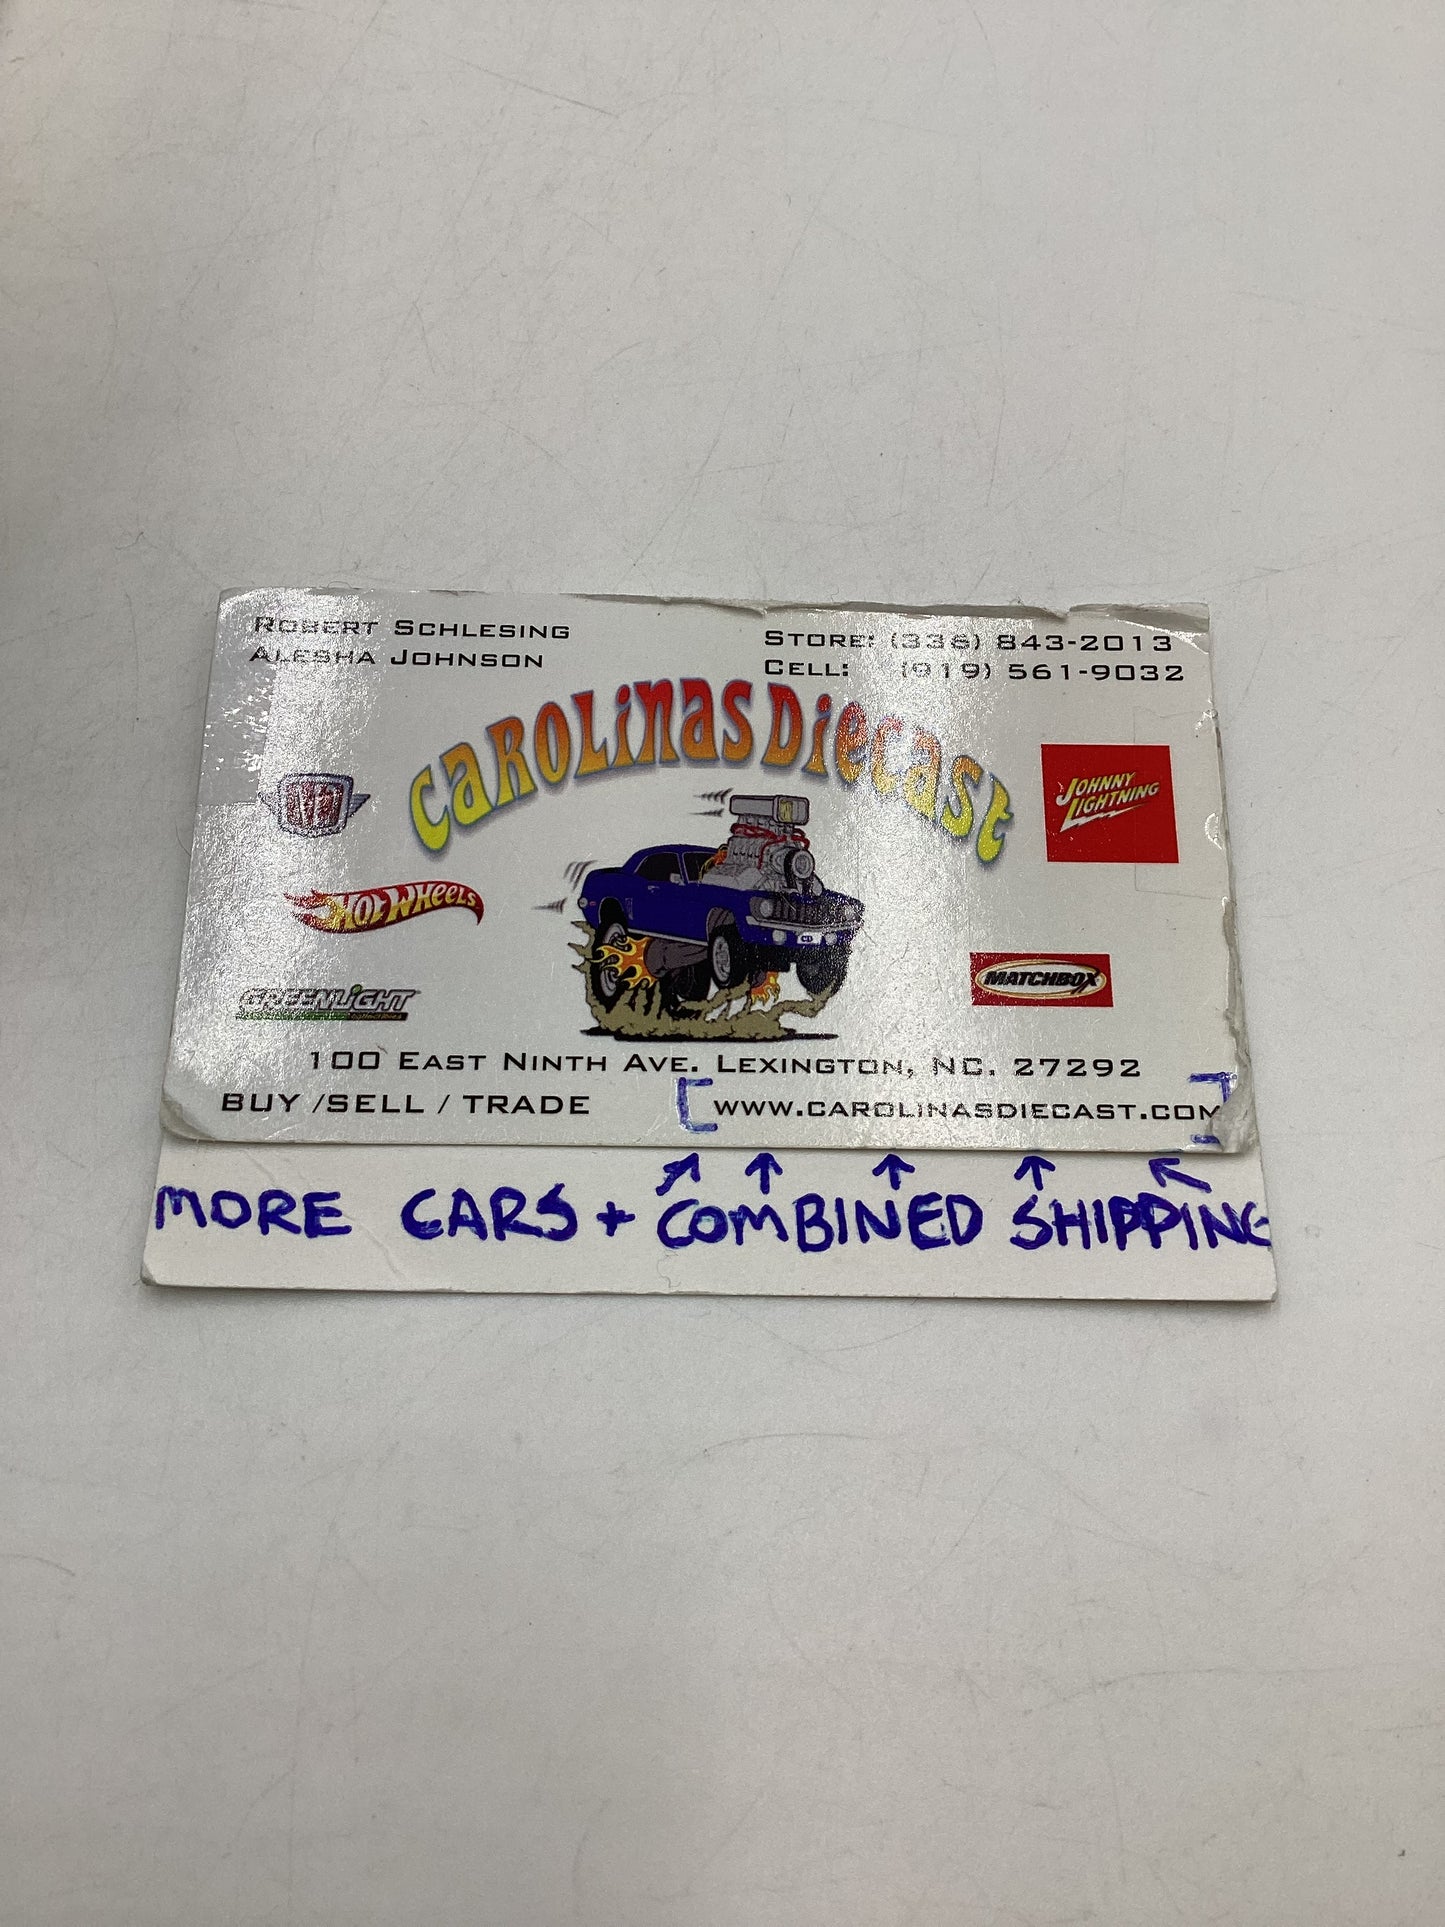 ROBERT SCHLESING
ALESHA JOHNSON
STORE: (336) 843-2013
CELL: (919) 561-9032
CAROLINAS DIECAST
JOHNNY LIGHTNING
HOT WHEELS
MATCHBOX
GREENLIGHT
100 EAST NINTH AVE. LEXINGTON, NC. 27292
BUY /SELL / TRADE
WWW.CAROLINASDIECAST.COM
MORE CARS + COMBINED SHIPPING